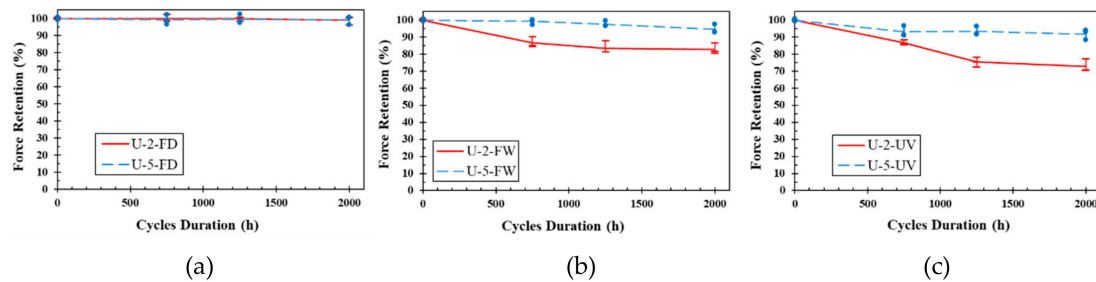 Force Retention (%)
100
90
80
70
60
50
40
30
20
10
0
U-2-FD
U-5-FD
0 500 1000 1500 2000
Cycles Duration (h)
(a)
Force Retention (%)
100
90
80
70
60
50
40
30
20
10
0
U-2-FW
U-5-FW
0 500 1000 1500 2000
Cycles Duration (h)
(b)
Force Retention (%)
100
90
80
70
60
50
40
30
20
10
0
U-2-UV
U-5-UV
0 500 1000 1500 2000
Cycles Duration (h)
(c)